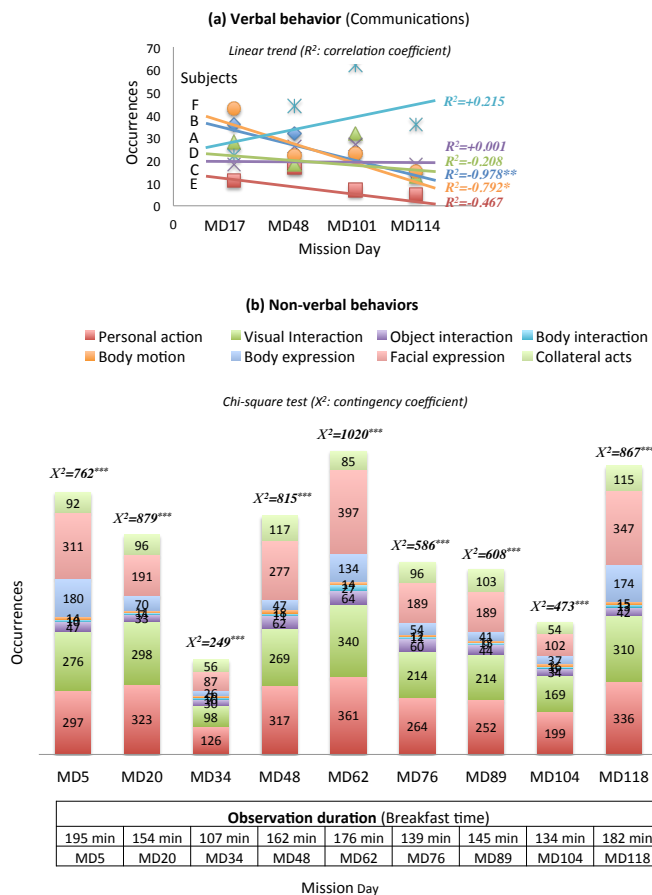 (a) Verbal behavior (Communications)
Linear trend (R²: correlation coefficient)
Occurrences
70
60
50
40
30
20
10
0
0
Subjects
F
B
A
D
C
E
R²=+0.215
R²=+0.001
R²=-0.208
R²=-0.978**
R²=-0.792*
R²=-0.467
MD17 MD48 MD101 MD114
Mission Day
(b) Non-verbal behaviors
Personal action Visual Interaction Object interaction Body interaction
Body motion Body expression Facial expression Collateral acts
Chi-square test (X²: contingency coefficient)
Occurrences
X²=762***
92
311
180
14
47
276
297
X²=879***
96
191
70
14
33
298
323
X²=249***
56
87
26
30
98
126
X²=815***
117
277
47
18
62
269
317
X²=1020***
85
397
134
14
27
64
340
361
X²=586***
96
189
54
60
214
264
X²=608***
103
189
41
44
214
252
X²=473***
54
102
37
34
169
199
X²=867***
115
347
174
15
42
310
336
MD5 MD20 MD34 MD48 MD62 MD76 MD89 MD104 MD118
Observation duration (Breakfast time)
195 min 154 min 107 min 162 min 176 min 139 min 145 min 134 min 182 min
MD5 MD20 MD34 MD48 MD62 MD76 MD89 MD104 MD118
Mission Day